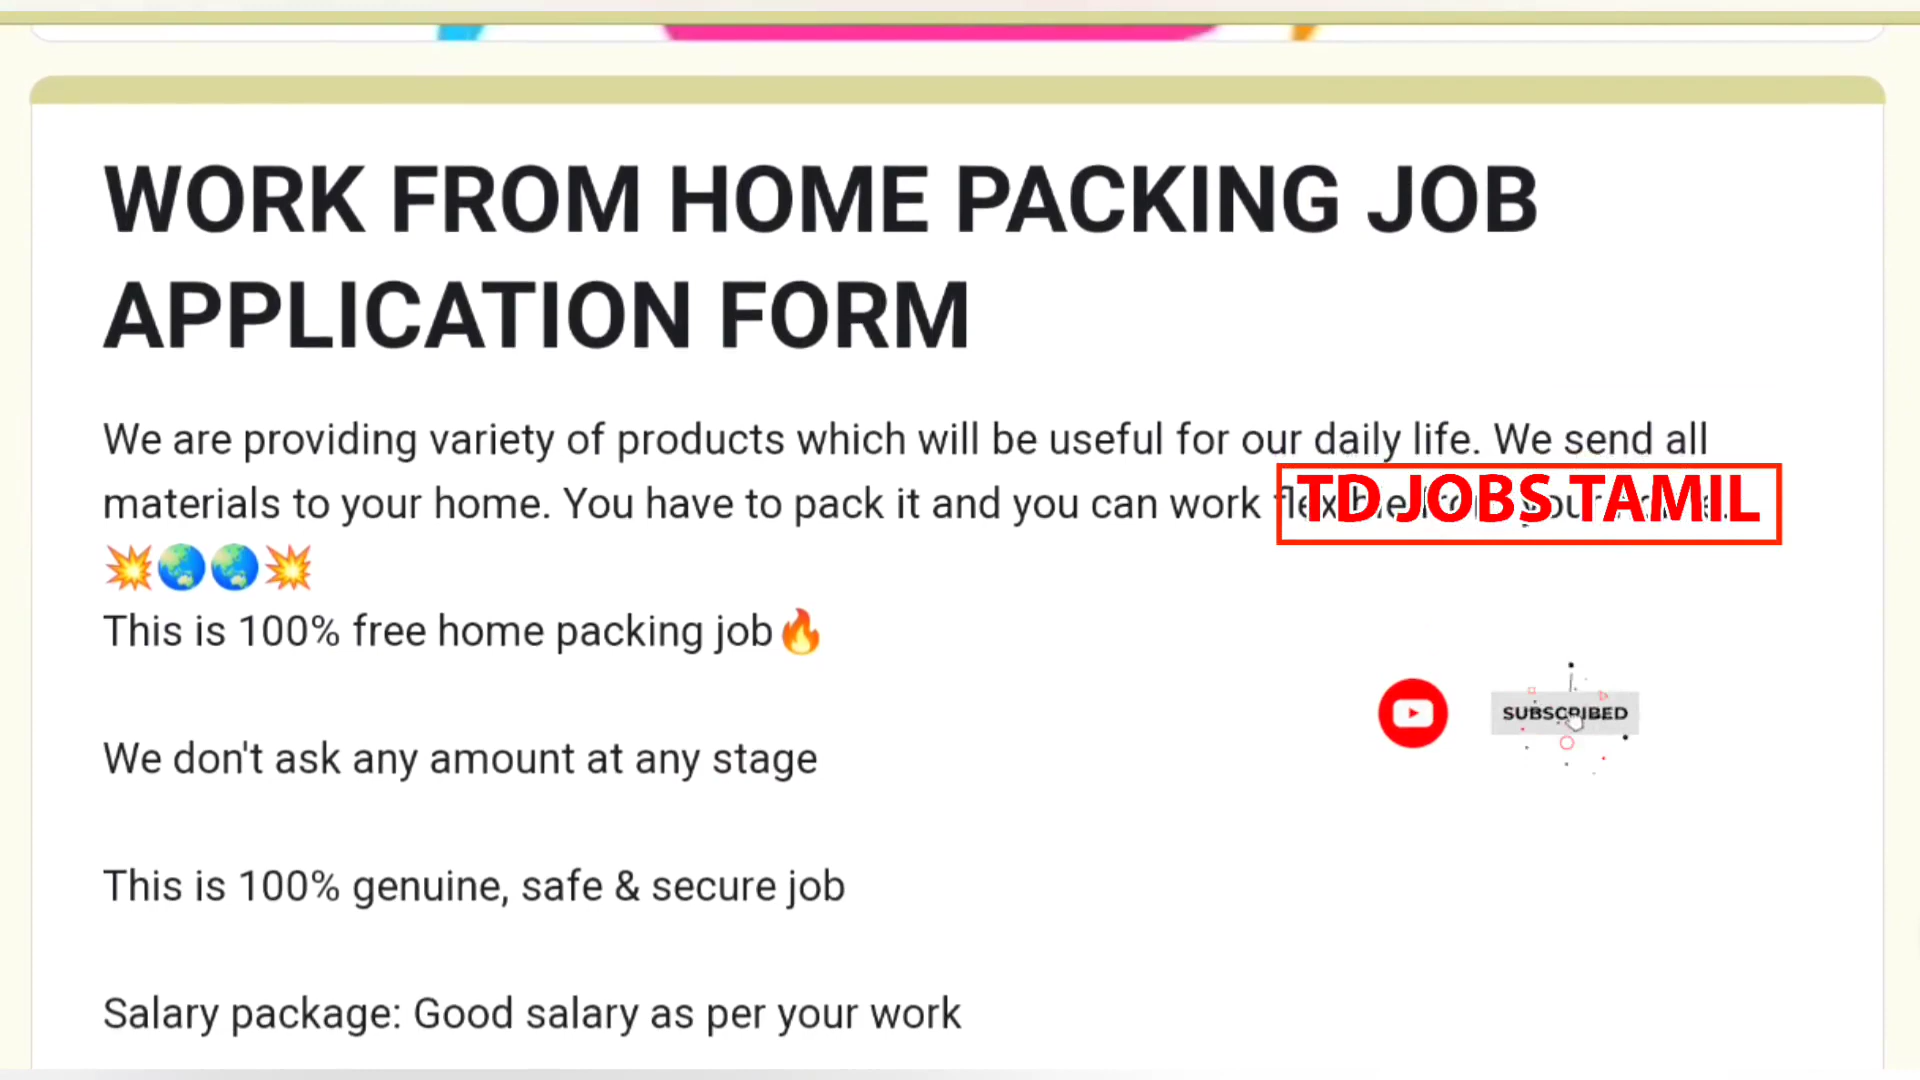 WORK FROM HOME PACKING JOB
APPLICATION FORM
We are providing variety of products which will be useful for our daily life. We send all
materials to your home. You have to pack it and you can work
TD JOBS TAMIL
💥🌏🌏💥
This is 100% free home packing job🔥
SUBSCRIBED
We don't ask any amount at any stage
This is 100% genuine, safe & secure job
Salary package: Good salary as per your work